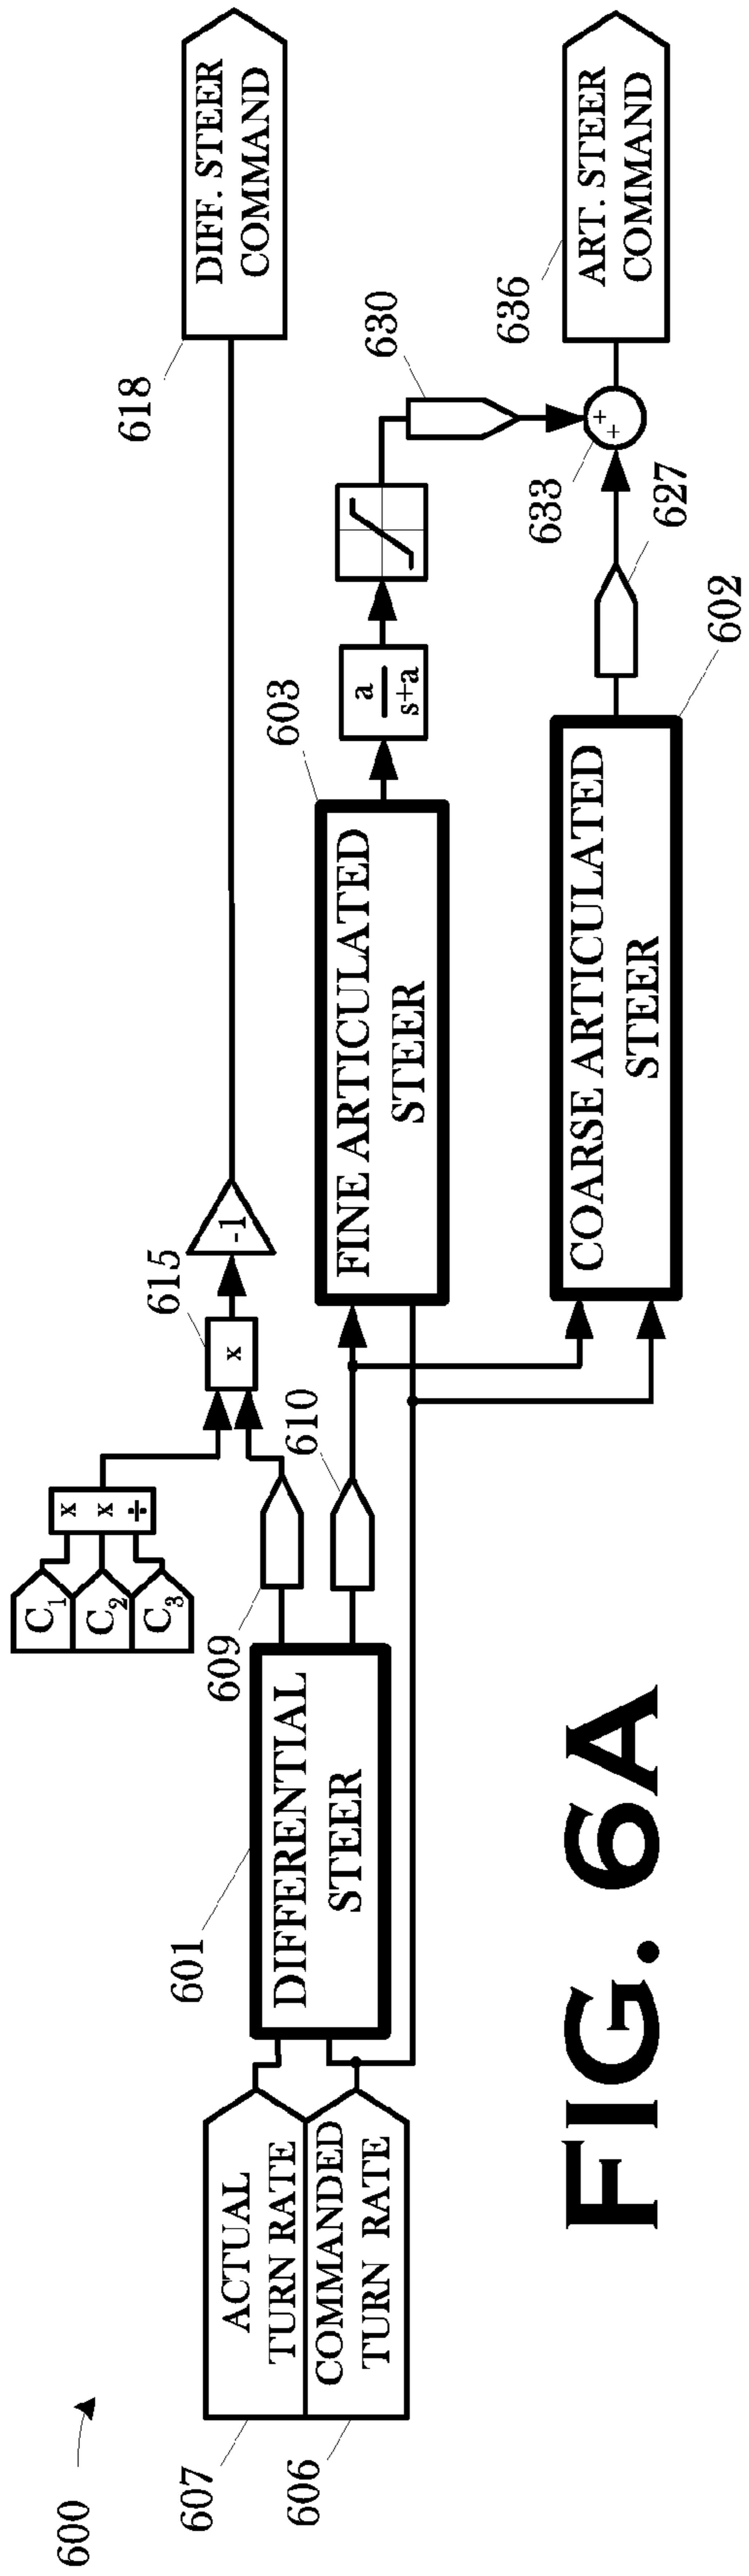 600
607
ACTUAL
TURN RATE
606
COMMANDED
TURN RATE
601
DIFFERENTIAL
STEER
609
610
C1
C2
C3
x
x
÷
615
x
-1
618
DIFF. STEER
COMMAND
603
FINE ARTICULATED
STEER
a
s+a
630
602
COARSE ARTICULATED
STEER
627
633
+
+
636
ART. STEER
COMMAND
FIG. 6A